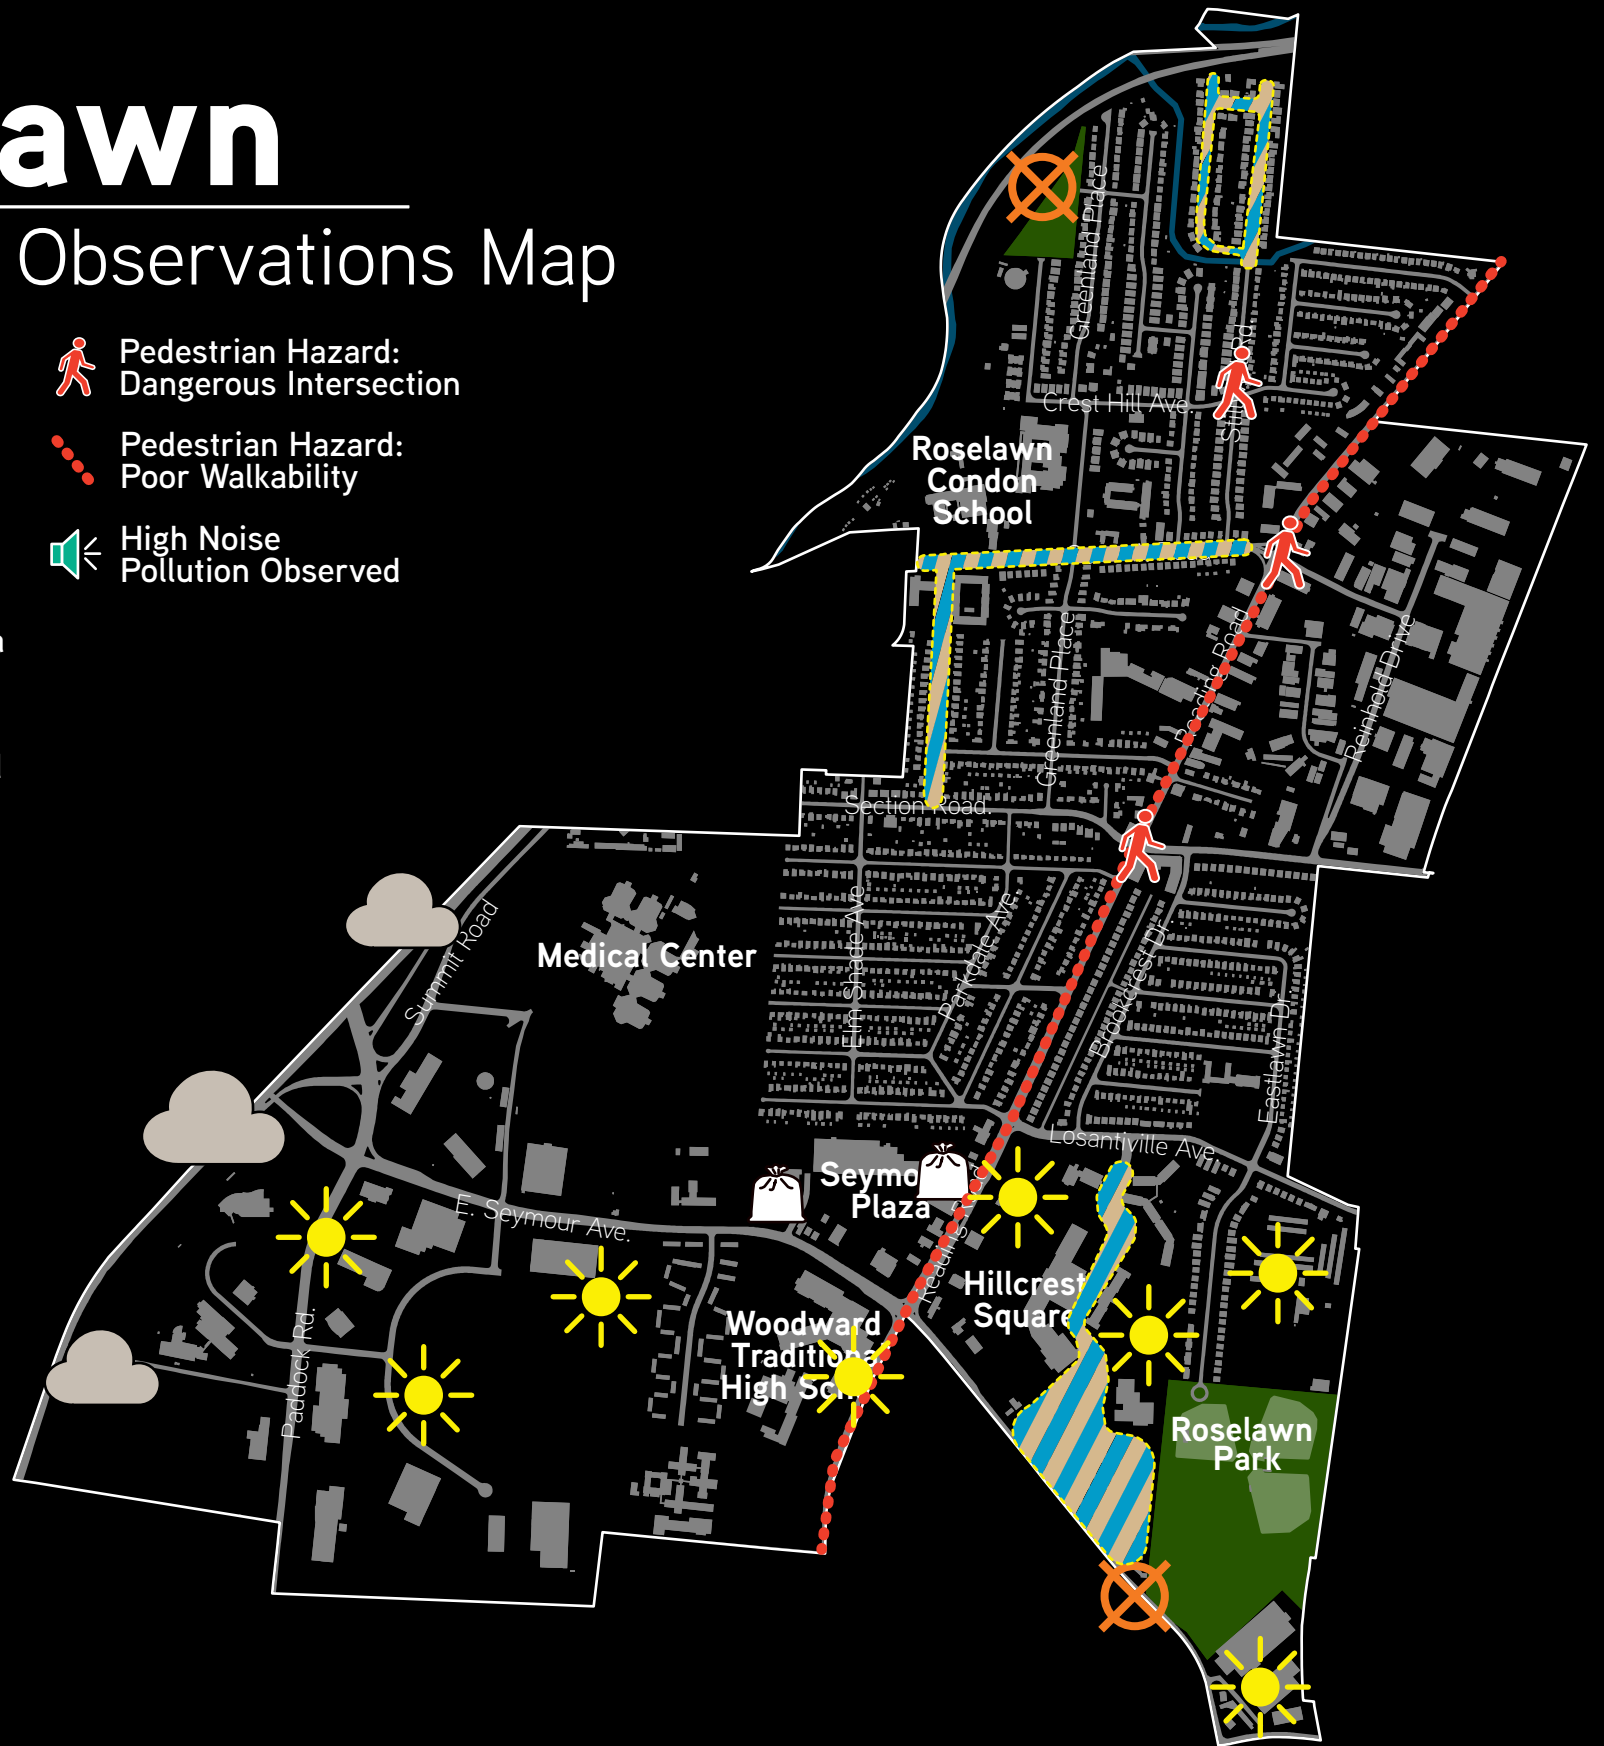 awn
Observations Map
Pedestrian Hazard:
Dangerous Intersection
Pedestrian Hazard:
Poor Walkability
High Noise
Pollution Observed
Greenland Place
Crest Hill Ave.
Roselawn
Condon
School
Greenland Place
Reading Road
Reinhold Drive
Section Road.
Summit Road
Medical Center
Elm Shade Ave
Parkdale Ave.
Brookcrest Dr.
Eastlawn Dr.
Losantiville Ave
Seymo
Plaza
E. Seymour Ave.
Hillcrest
Square
Woodward
Traditional
High Sch
Paddock Rd.
Roselawn
Park